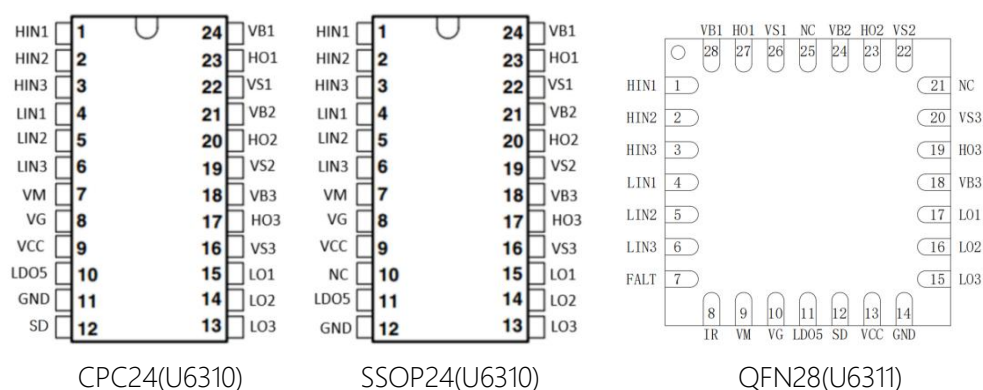 HIN1 1 24 VB1
HIN2 2 23 HO1
HIN3 3 22 VS1
LIN1 4 21 VB2
LIN2 5 20 HO2
LIN3 6 19 VS2
VM 7 18 VB3
VG 8 17 HO3
VCC 9 16 VS3
LDO5 10 15 LO1
GND 11 14 LO2
SD 12 13 LO3
CPC24(U6310)
HIN1 1 24 VB1
HIN2 2 23 HO1
HIN3 3 22 VS1
LIN1 4 21 VB2
LIN2 5 20 HO2
LIN3 6 19 VS2
VM 7 18 VB3
VG 8 17 HO3
VCC 9 16 VS3
NC 10 15 LO1
LDO5 11 14 LO2
GND 12 13 LO3
SSOP24(U6310)
VB1 HO1 VS1 NC VB2 HO2 VS2
28 27 26 25 24 23 22
HIN1 1 21 NC
HIN2 2 20 VS3
HIN3 3 19 HO3
LIN1 4 18 VB3
LIN2 5 17 LO1
LIN3 6 16 LO2
FALT 7 15 LO3
8 9 10 11 12 13 14
IR VM VG LDO5 SD VCC GND
QFN28(U6311)